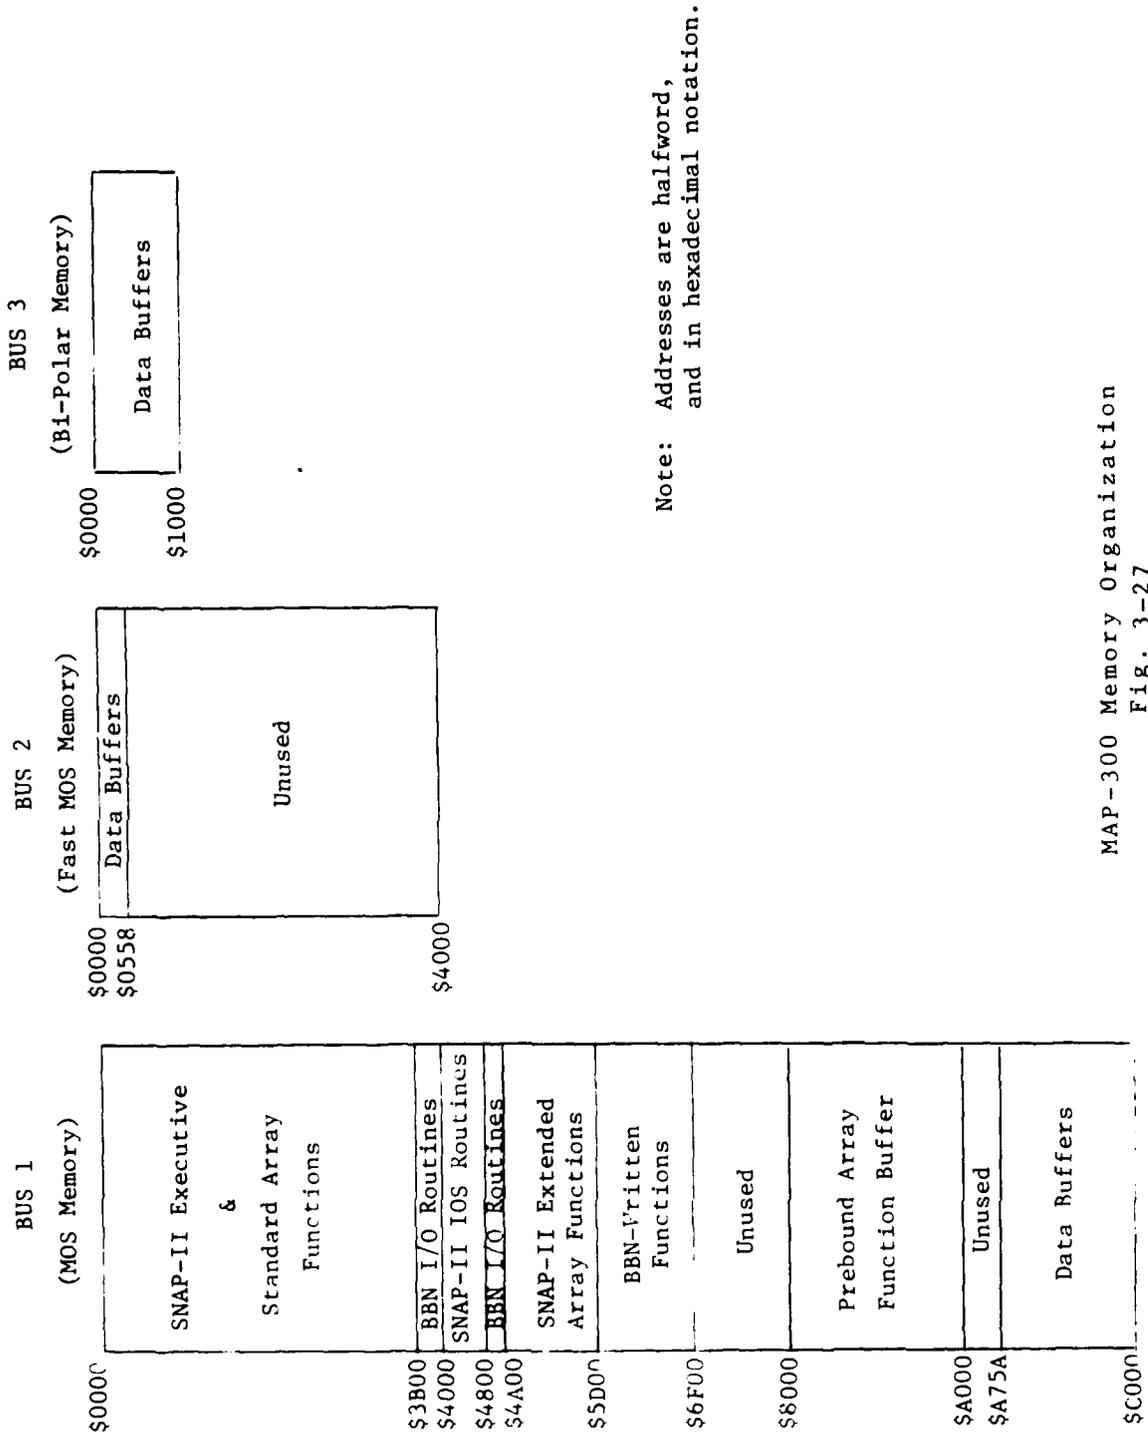 BUS 1
(MOS Memory)
$0000
SNAP-II Executive
&
Standard Array
Functions
$3B00
BBN I/O Routines
$4000
SNAP-II IOS Routines
$4800
BBN I/O Routines
$4A00
SNAP-II Extended
Array Functions
$5D00
BBN-Written
Functions
$6F00
Unused
$8000
Prebound Array
Function Buffer
$A000
Unused
$A75A
Data Buffers
$C000
BUS 2
(Fast MOS Memory)
$0000
Data Buffers
$0558
Unused
$4000
BUS 3
(Bi-Polar Memory)
$0000
Data Buffers
$1000
Note: Addresses are halfword,
and in hexadecimal notation.
MAP-300 Memory Organization
Fig. 3-27